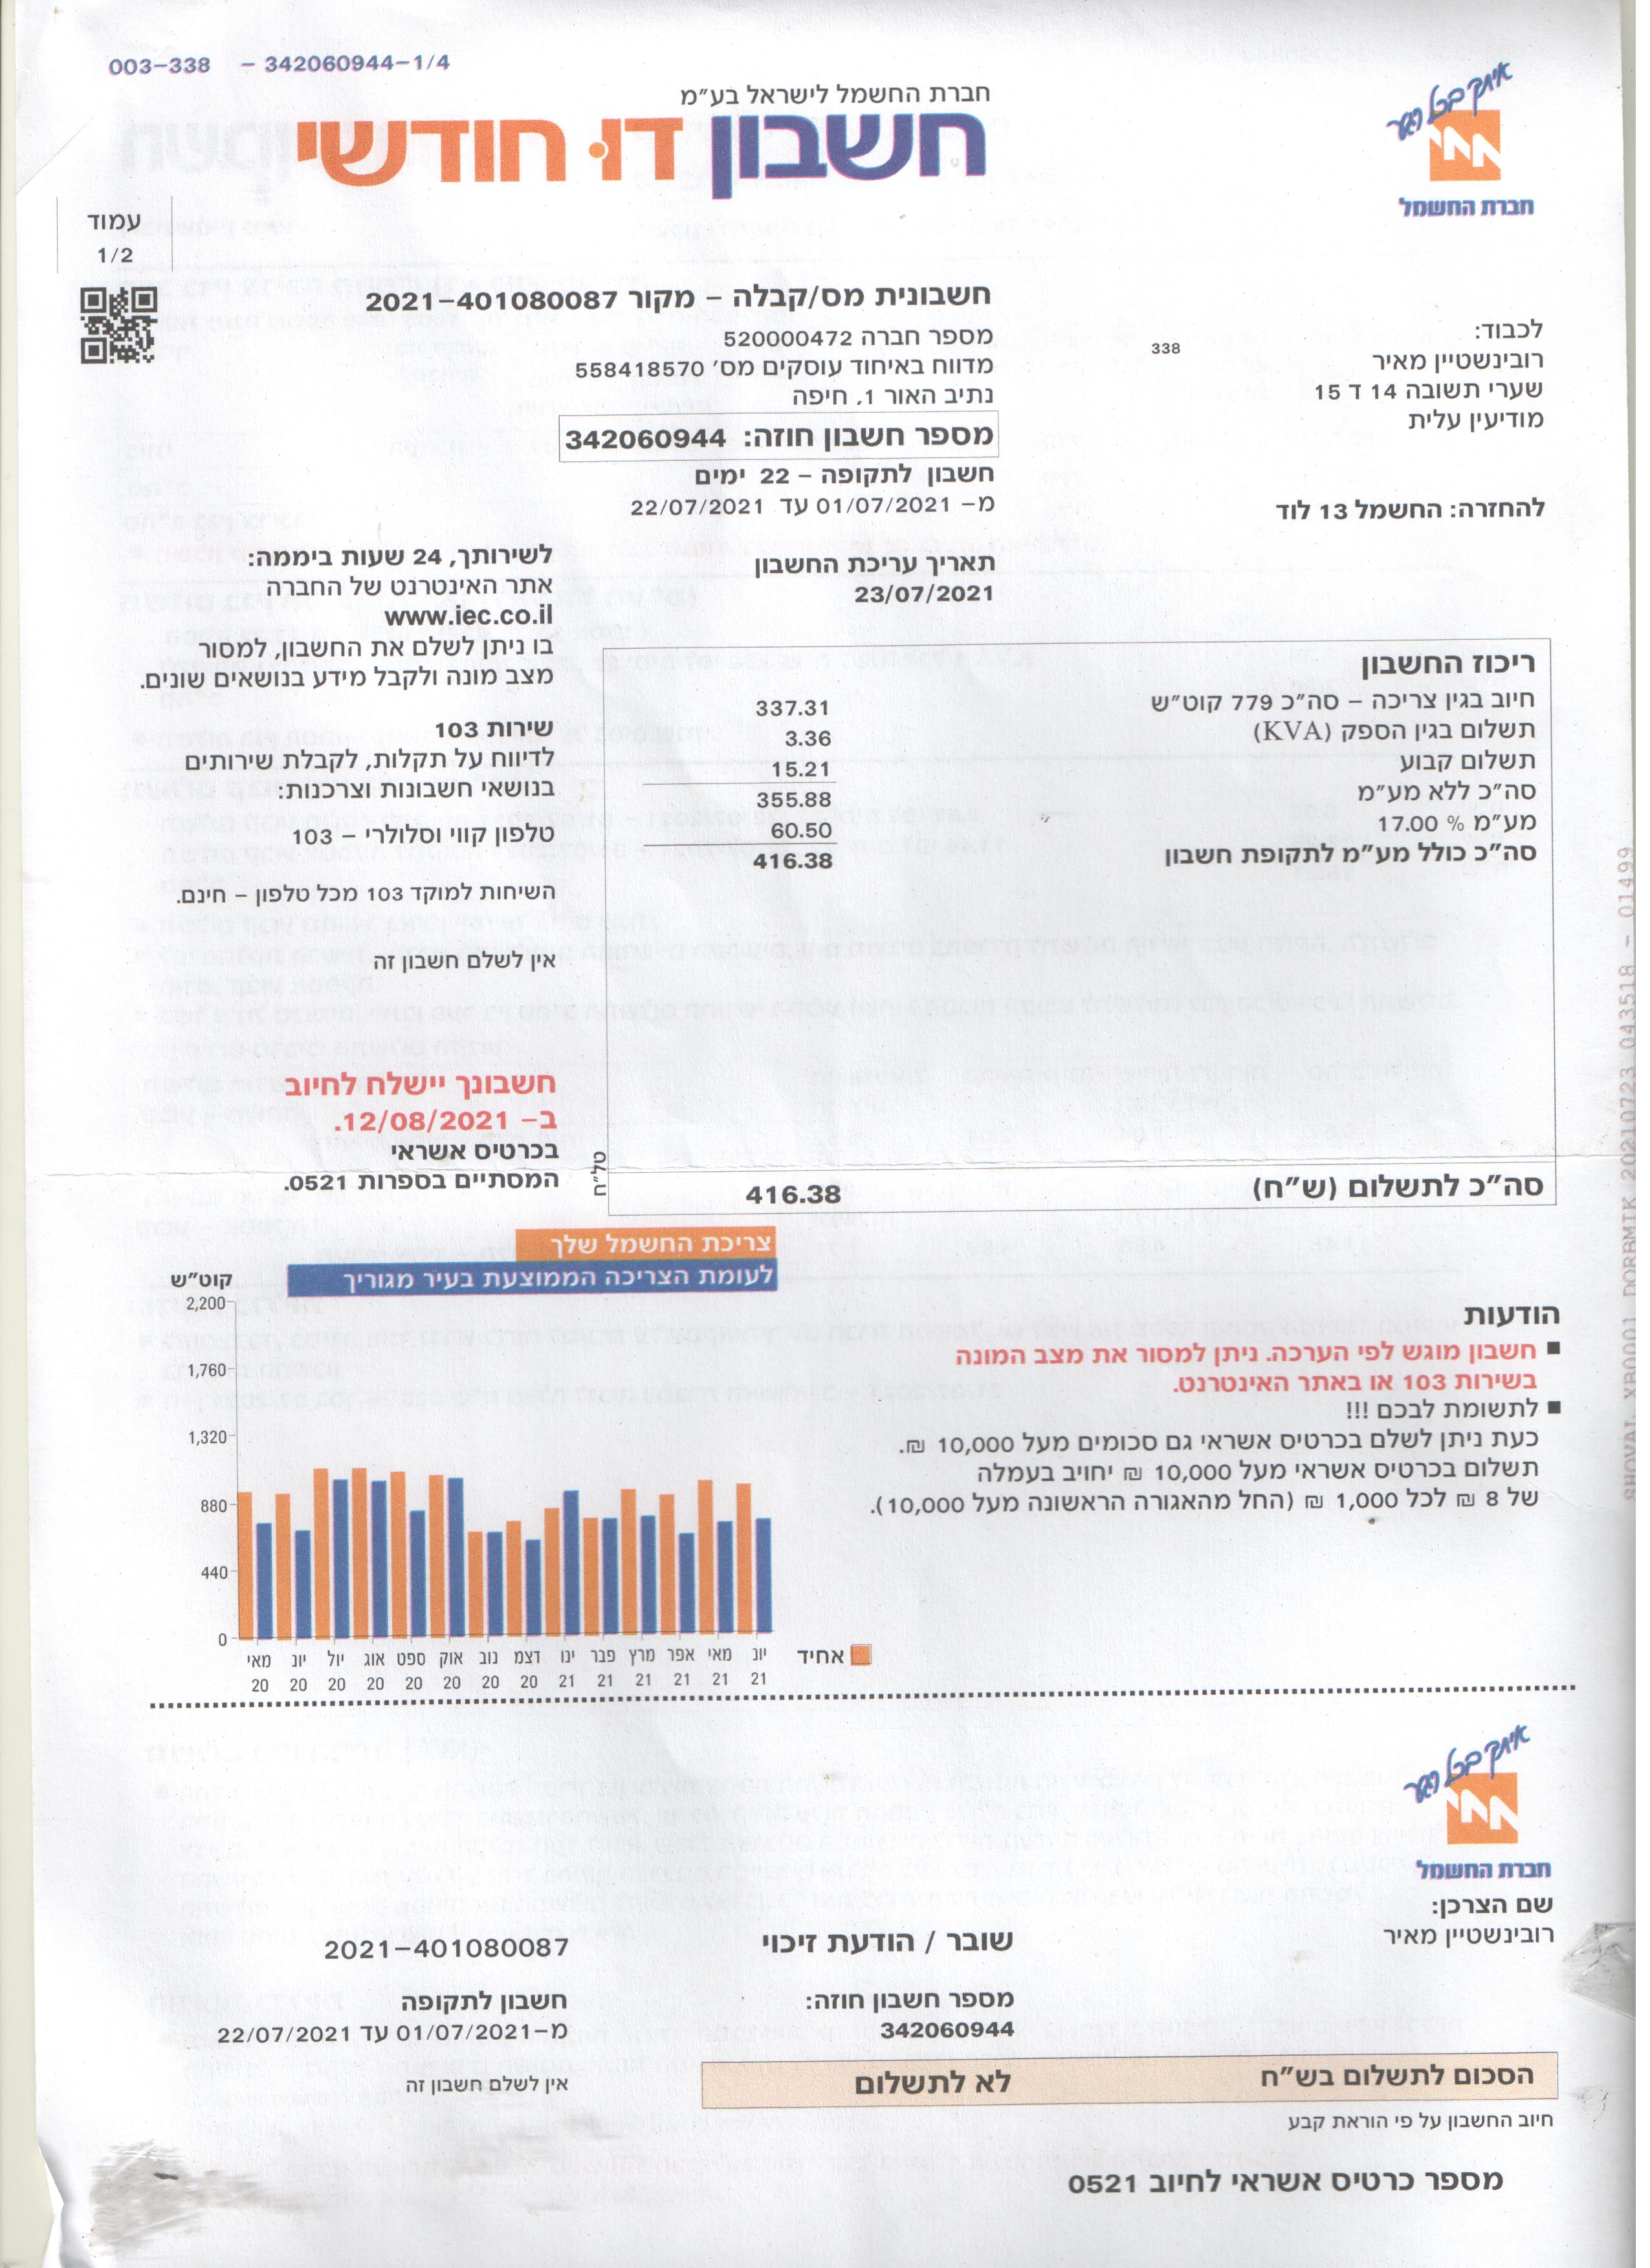 003-338 - 342060944-1/4
איתך בכל רגע
חברת החשמל
חברת החשמל לישראל בע"מ
חשבון דו חודשי
עמוד
1/2
חשבונית מס/קבלה - מקור 2021-401080087
מספר חברה 520000472
מדווח באיחוד עוסקים מס' 558418570
נתיב האור 1, חיפה
מספר חשבון חוזה: 342060944
חשבון לתקופה - 22 ימים
מ- 01/07/2021 עד 22/07/2021
לכבוד:
338
רובינשטיין מאיר
שערי תשובה 14 ד 15
מודיעין עלית
להחזרה: החשמל 13 לוד
תאריך עריכת החשבון
23/07/2021
לשירותך, 24 שעות ביממה:
אתר האינטרנט של החברה
www.iec.co.il
בו ניתן לשלם את החשבון, למסור
מצב מונה ולקבל מידע בנושאים שונים.
שירות 103
לדיווח על תקלות, לקבלת שירותים
בנושאי חשבונות וצרכנות:
טלפון קווי וסלולרי - 103
השיחות למוקד 103 מכל טלפון - חינם.
אין לשלם חשבון זה
חשבונך יישלח לחיוב
ב- 12/08/2021.
בכרטיס אשראי
המסתיים בספרות 0521.
ריכוז החשבון
חיוב בגין צריכה - סה"כ 779 קוט"ש 337.31
תשלום בגין הספק (KVA) 3.36
תשלום קבוע 15.21
סה"כ ללא מע"מ 355.88
מע"מ % 17.00 60.50
סה"כ כולל מע"מ לתקופת חשבון 416.38
סה"כ לתשלום (ש"ח) 416.38
טל"ח
צריכת החשמל שלך
לעומת הצריכה הממוצעת בעיר מגוריך
קוט"ש
2,200
1,760
1,320
880
440
0
מאי יונ יול אוג ספט אוק נוב דצמ ינו פבר מרץ אפר מאי יונ
20 20 20 20 20 20 20 20 21 21 21 21 21 21
אחיד
הודעות
■ חשבון מוגש לפי הערכה. ניתן למסור את מצב המונה
בשירות 103 או באתר האינטרנט.
■ לתשומת לבכם !!!
כעת ניתן לשלם בכרטיס אשראי גם סכומים מעל 10,000 ₪.
תשלום בכרטיס אשראי מעל 10,000 ₪ יחויב בעמלה
של 8 ₪ לכל 1,000 ₪ (החל מהאגורה הראשונה מעל 10,000).
SHOVAL XB0001 DORBMIK 20210723 043518 - 01499
איתך בכל רגע
חברת החשמל
שם הצרכן:
רובינשטיין מאיר
שובר / הודעת זיכוי
2021-401080087
מספר חשבון חוזה:
342060944
חשבון לתקופה
מ-01/07/2021 עד 22/07/2021
הסכום לתשלום בש"ח לא לתשלום
אין לשלם חשבון זה
חיוב החשבון על פי הוראת קבע
מספר כרטיס אשראי לחיוב 0521